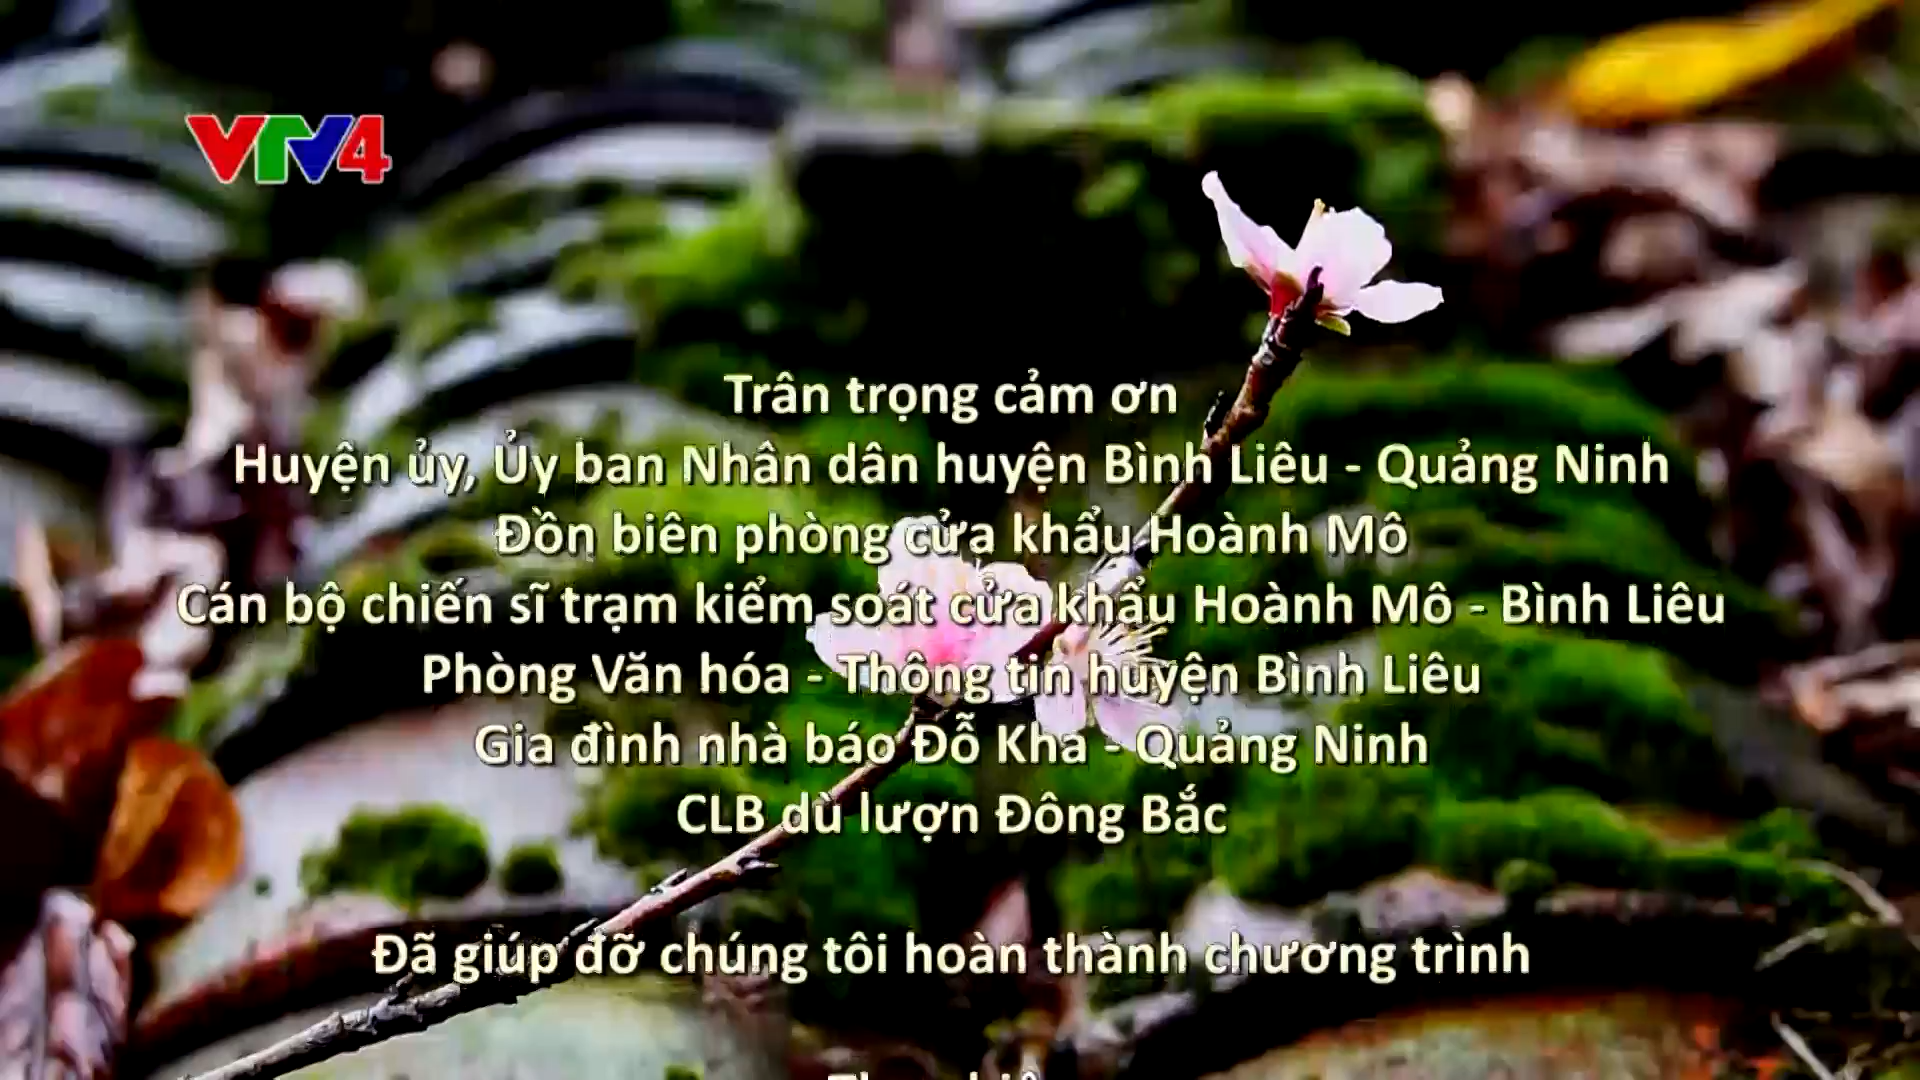 VTV4
Trân trọng cảm ơn
Huyện ủy, Ủy ban Nhân dân huyện Bình Liêu - Quảng Ninh
Đồn biên phòng cửa khẩu Hoành Mô
Cán bộ chiến sĩ trạm kiểm soát cửa khẩu Hoành Mô - Bình Liêu
Phòng Văn hóa - Thông tin huyện Bình Liêu
Gia đình nhà báo Đỗ Kha - Quảng Ninh
CLB dù lượn Đông Bắc
Đã giúp đỡ chúng tôi hoàn thành chương trình